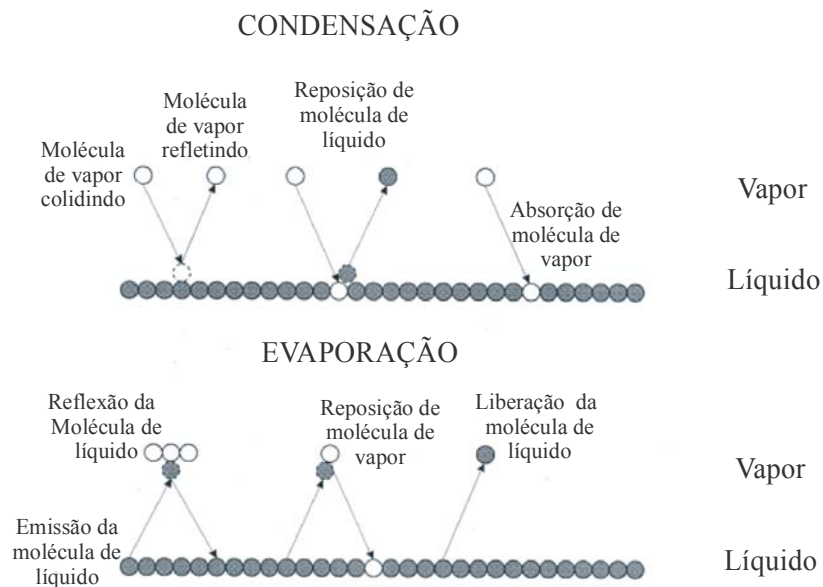 CONDENSAÇÃO
Molécula
de vapor
colidindo
Molécula
de vapor
refletindo
Reposição de
molécula de
líquido
Absorção de
molécula de
vapor
Vapor
Líquido
EVAPORAÇÃO
Reflexão da
Molécula de
líquido
Emissão da
molécula de
líquido
Reposição de
molécula de
vapor
Liberação da
molécula de
líquido
Vapor
Líquido